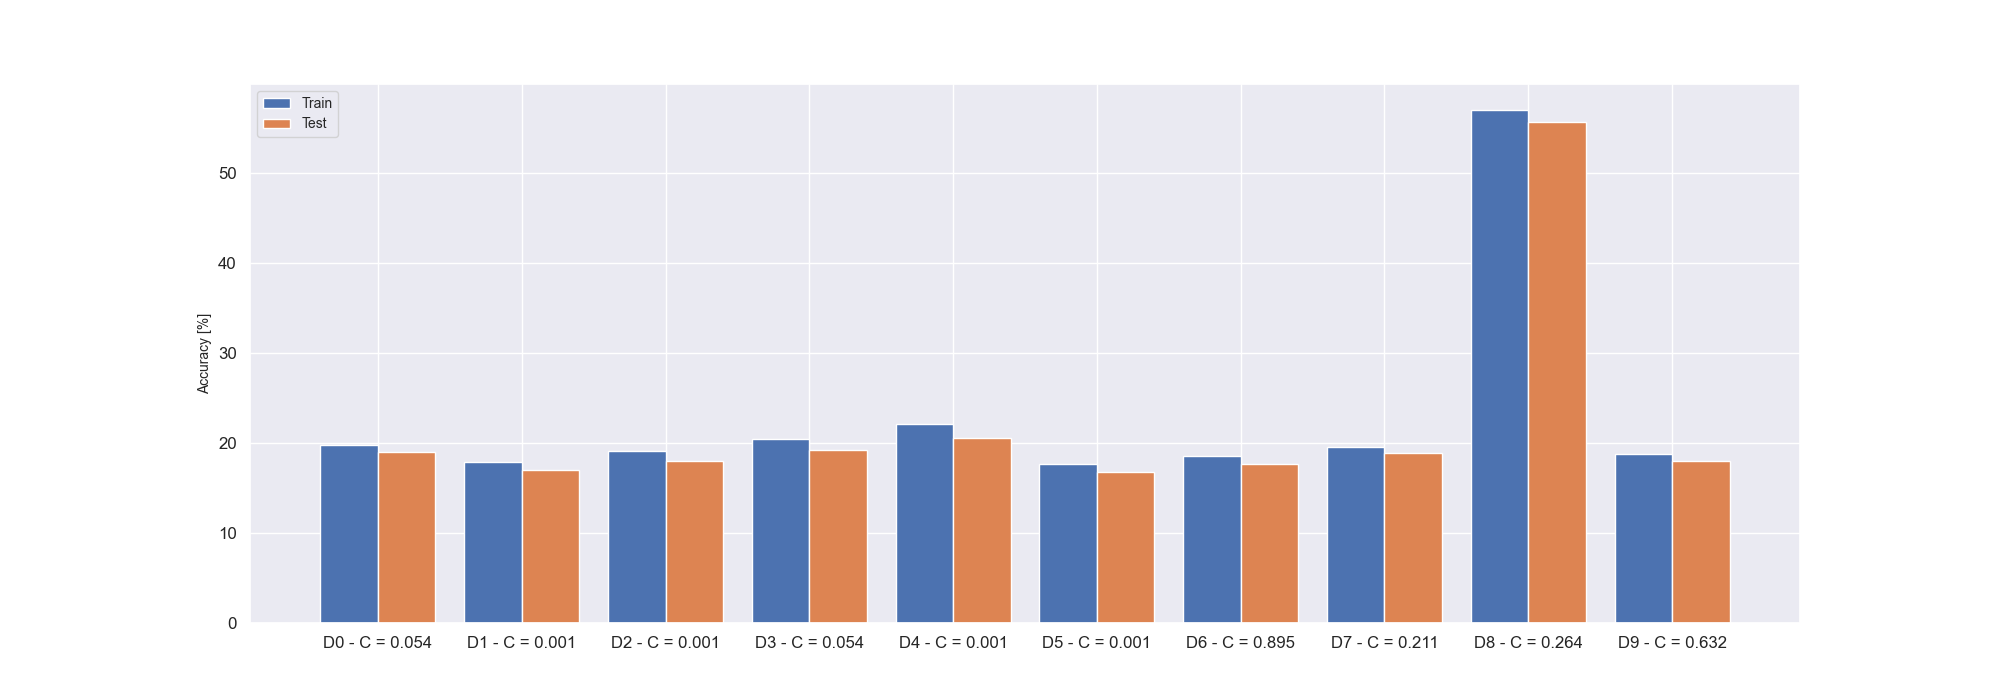 Train
Test
Accuracy [%]
50
40
30
20
10
0
D0 - C = 0.054
D1 - C = 0.001
D2 - C = 0.001
D3 - C = 0.054
D4 - C = 0.001
D5 - C = 0.001
D6 - C = 0.895
D7 - C = 0.211
D8 - C = 0.264
D9 - C = 0.632